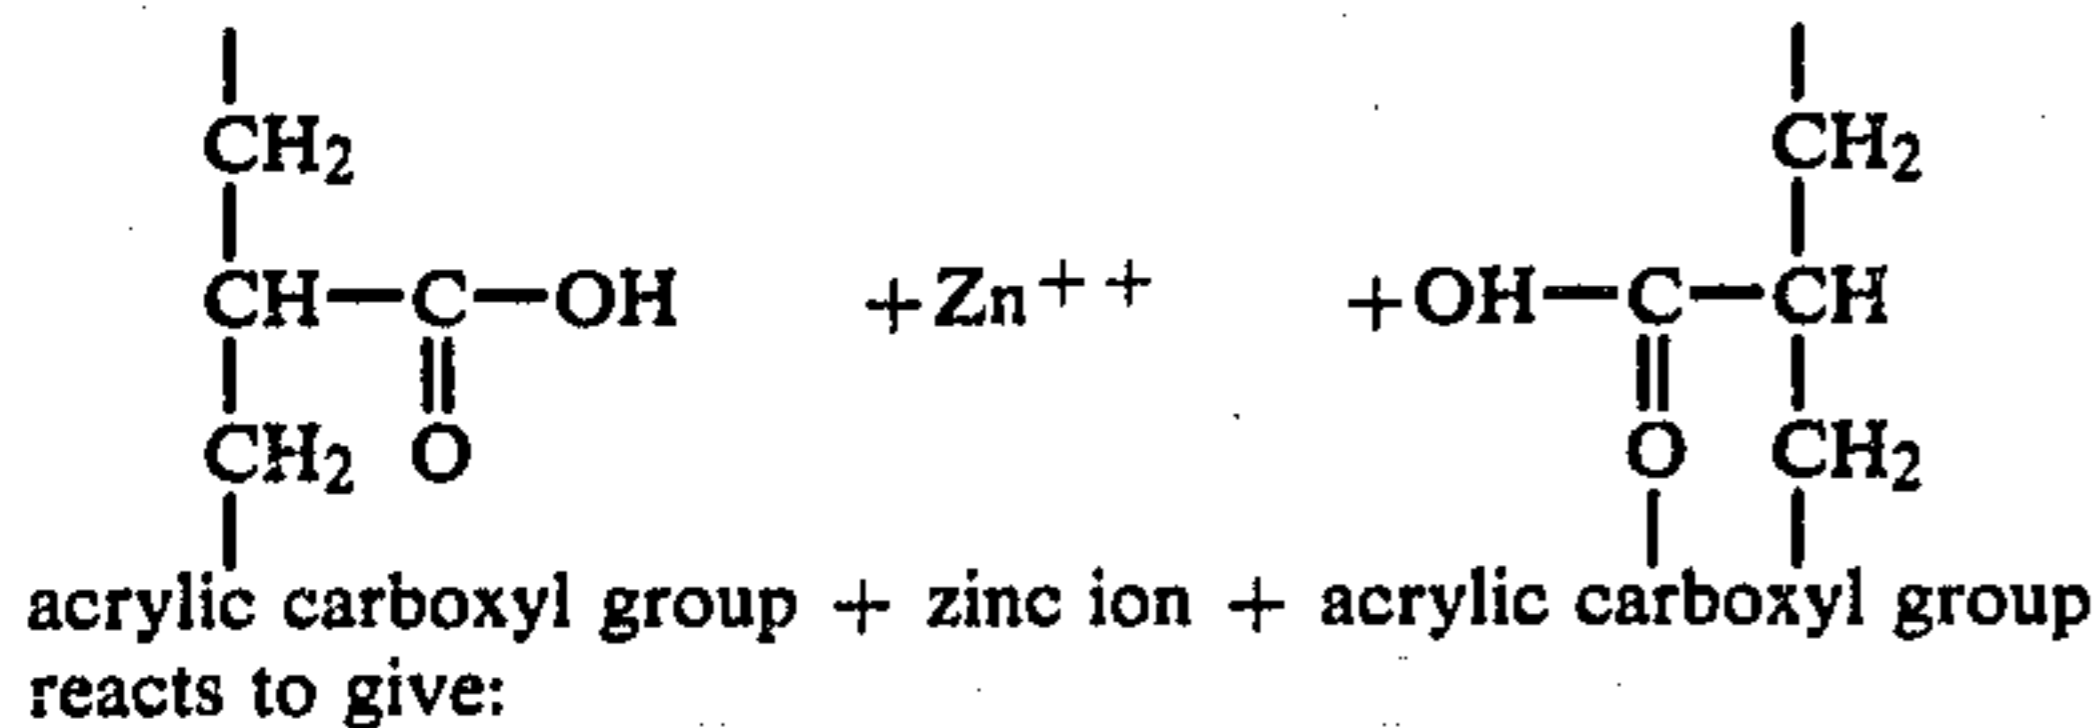 CH2 CH2
CH—C—OH +Zn++ +OH—C—CH
CH2 O O CH2
acrylic carboxyl group + zinc ion + acrylic carboxyl group
reacts to give: